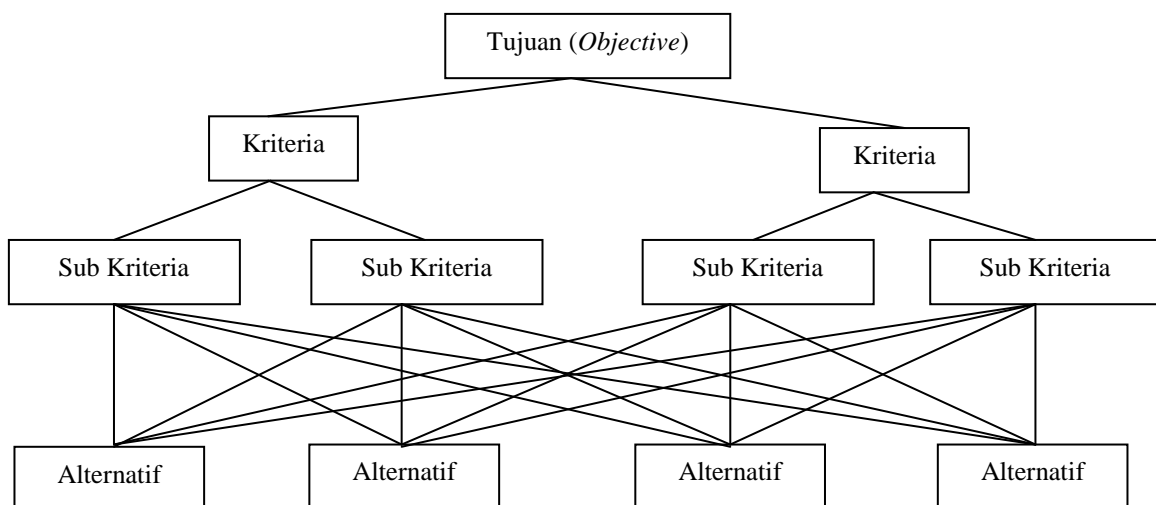 Tujuan (Objective)
Kriteria
Kriteria
Sub Kriteria
Sub Kriteria
Sub Kriteria
Sub Kriteria
Alternatif
Alternatif
Alternatif
Alternatif